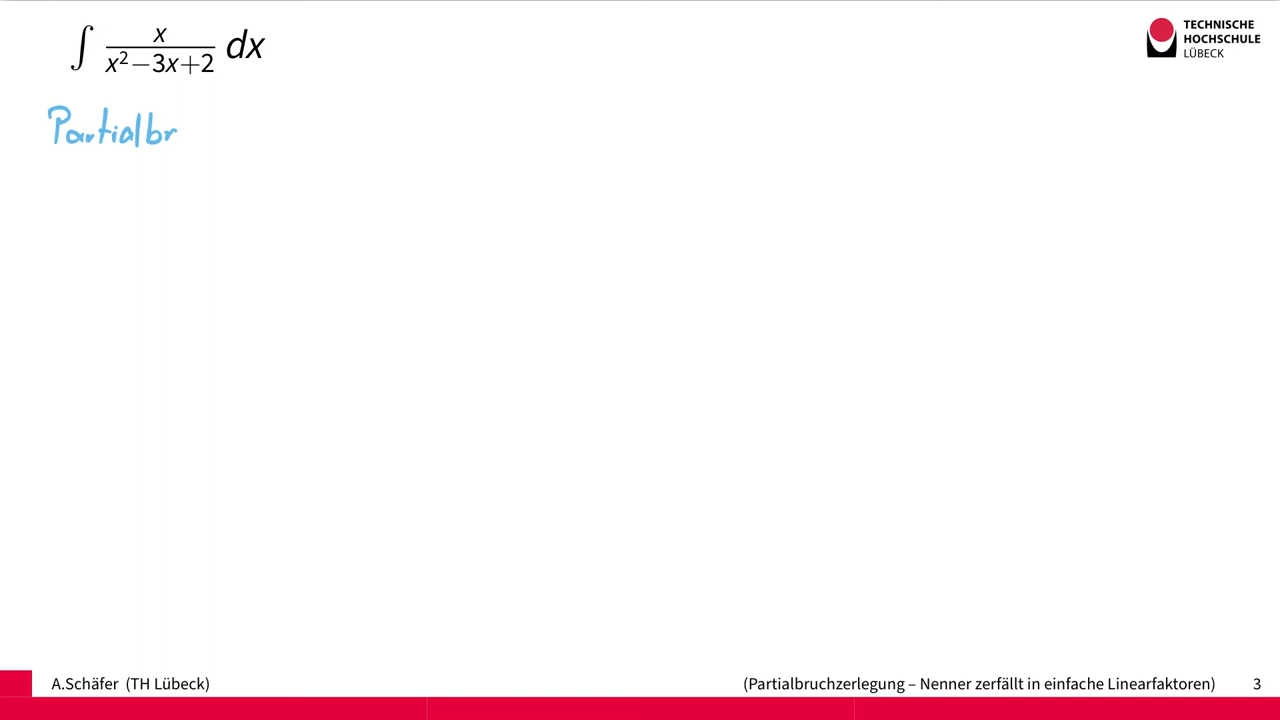 ∫ x / (x² − 3x + 2) dx
TECHNISCHE
HOCHSCHULE
LÜBECK
Partialbr
A.Schäfer (TH Lübeck) (Partialbruchzerlegung – Nenner zerfällt in einfache Linearfaktoren) 3